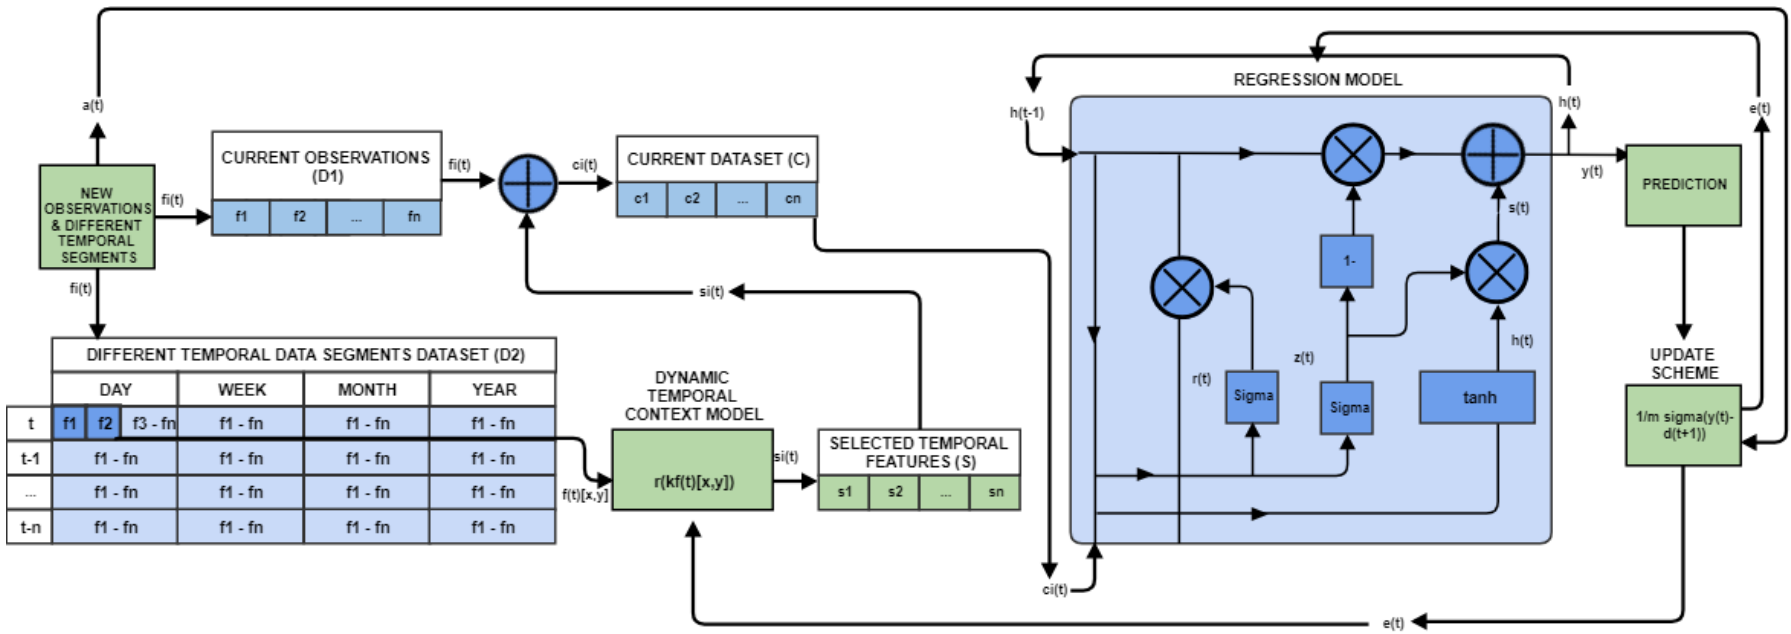 a(t)
NEW
OBSERVATIONS
& DIFFERENT
TEMPORAL
SEGMENTS
fi(t)
fi(t)
CURRENT OBSERVATIONS
(D1)
f1 f2 ... fn
fi(t)
ci(t)
CURRENT DATASET (C)
c1 c2 ... cn
si(t)
DIFFERENT TEMPORAL DATA SEGMENTS DATASET (D2)
DAY WEEK MONTH YEAR
t f1 f2 f3 - fn f1 - fn f1 - fn f1 - fn
t-1 f1 - fn f1 - fn f1 - fn f1 - fn
... f1 - fn f1 - fn f1 - fn f1 - fn
t-n f1 - fn f1 - fn f1 - fn f1 - fn
f(t)[x,y]
DYNAMIC
TEMPORAL
CONTEXT MODEL
r(kf(t)[x,y])
si(t)
SELECTED TEMPORAL
FEATURES (S)
s1 s2 ... sn
ci(t)
REGRESSION MODEL
h(t-1)
h(t)
e(t)
y(t)
s(t)
1-
z(t)
h(t)
r(t)
Sigma
Sigma
tanh
PREDICTION
UPDATE
SCHEME
1/m sigma(y(t)-
d(t+1))
e(t)